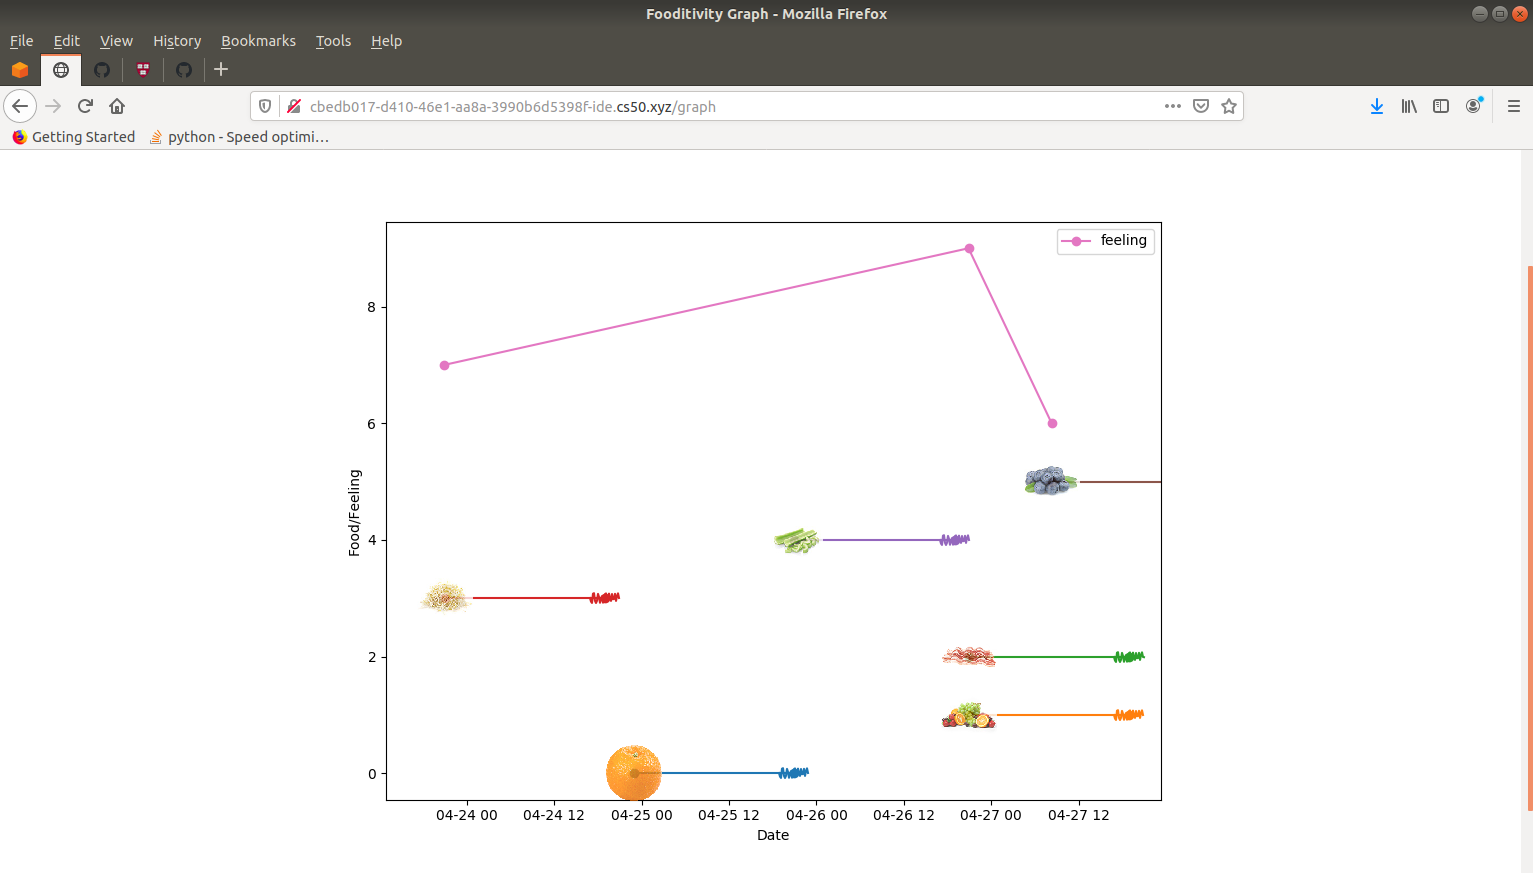 Fooditivity Graph - Mozilla Firefox
File Edit View History Bookmarks Tools Help
cbedb017-d410-46e1-aa8a-3990b6d5398f-ide.cs50.xyz/graph
Getting Started python - Speed optimi…
feeling
8
6
4
2
0
Food/Feeling
04-24 00 04-24 12 04-25 00 04-25 12 04-26 00 04-26 12 04-27 00 04-27 12
Date